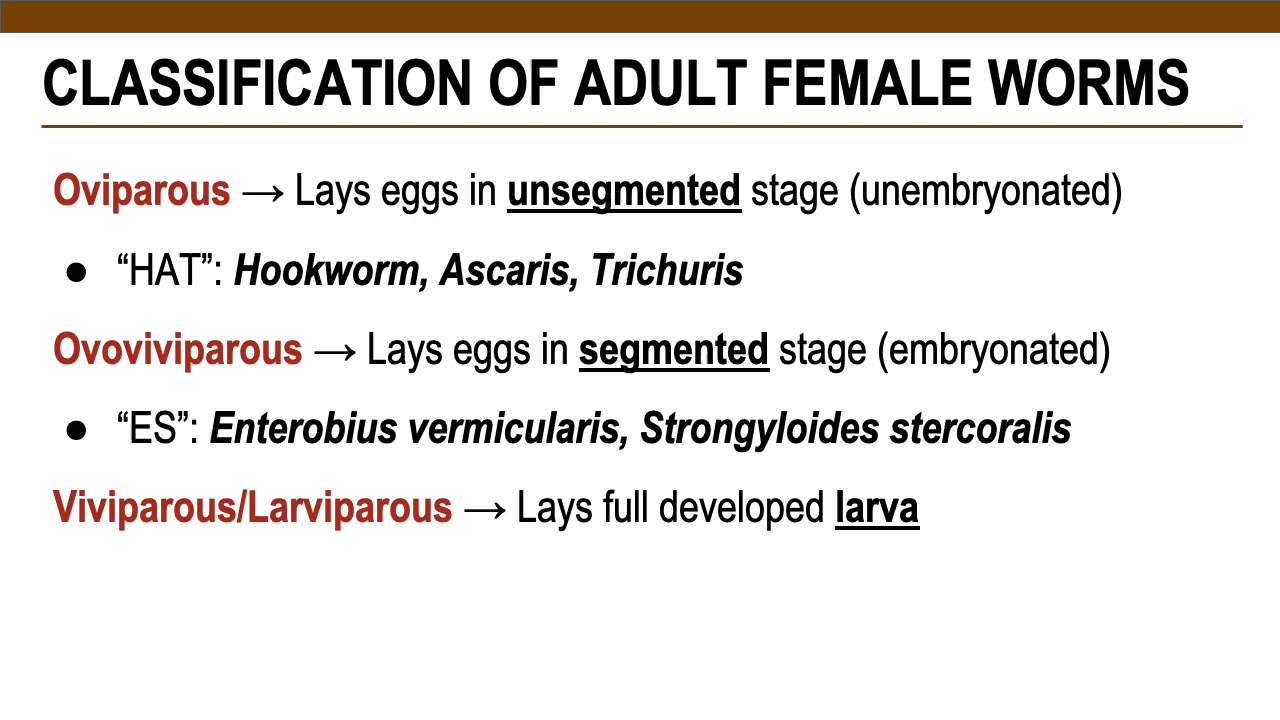 CLASSIFICATION OF ADULT FEMALE WORMS
Oviparous → Lays eggs in unsegmented stage (unembryonated)
● “HAT”: Hookworm, Ascaris, Trichuris
Ovoviviparous → Lays eggs in segmented stage (embryonated)
● “ES”: Enterobius vermicularis, Strongyloides stercoralis
Viviparous/Larviparous → Lays full developed larva